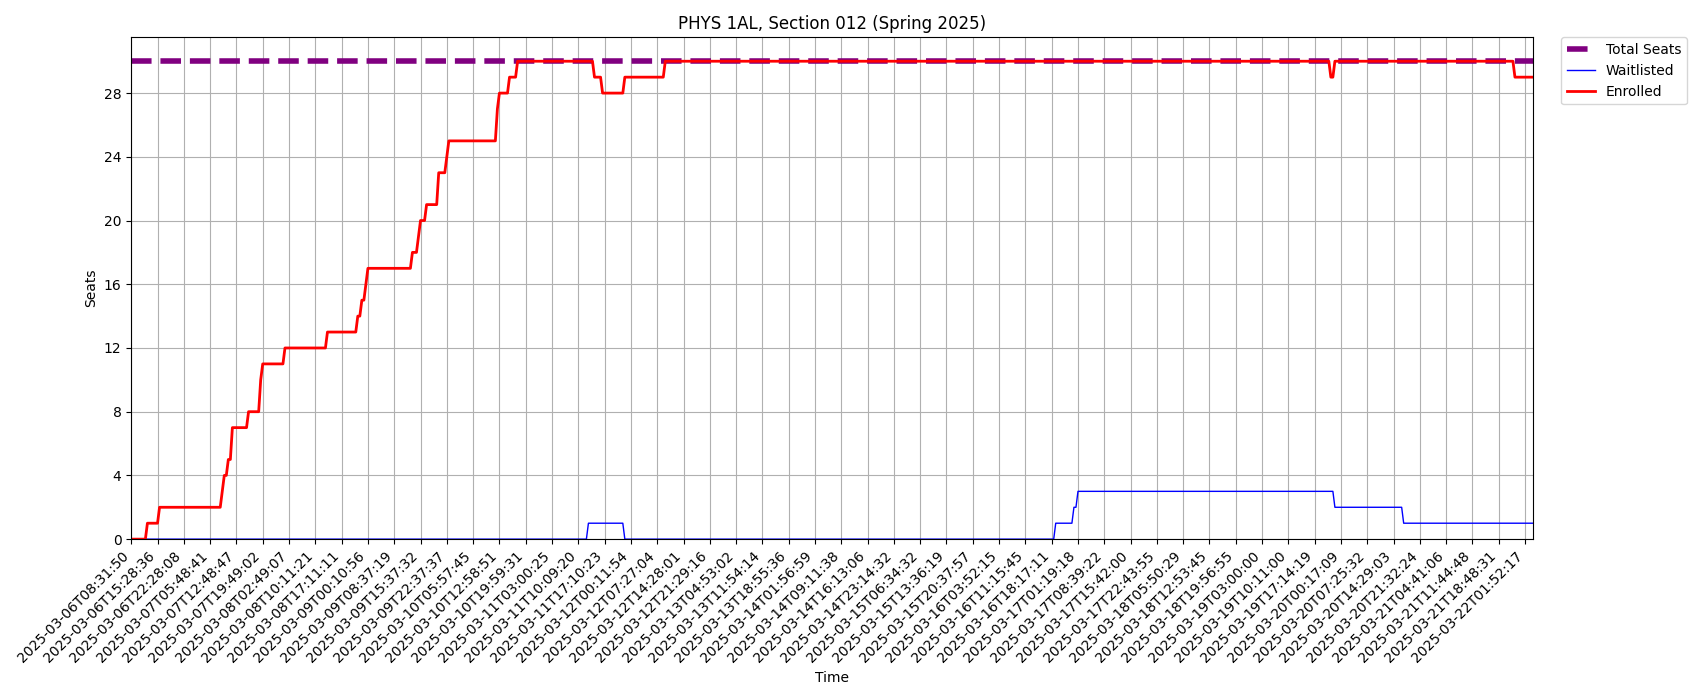 PHYS 1AL, Section 012 (Spring 2025)
Total Seats
Waitlisted
Enrolled
Seats
28
24
20
16
12
8
4
0
2025-03-06T08:31:50
2025-03-06T15:28:36
2025-03-06T22:28:08
2025-03-07T05:48:41
2025-03-07T12:48:47
2025-03-07T19:49:02
2025-03-08T02:49:07
2025-03-08T10:11:21
2025-03-08T17:11:11
2025-03-09T00:10:56
2025-03-09T08:37:19
2025-03-09T15:37:32
2025-03-09T22:37:37
2025-03-10T05:57:45
2025-03-10T12:58:51
2025-03-10T19:59:31
2025-03-11T03:00:25
2025-03-11T10:09:20
2025-03-11T17:10:23
2025-03-12T00:11:54
2025-03-12T07:27:04
2025-03-12T14:28:01
2025-03-12T21:29:16
2025-03-13T04:53:02
2025-03-13T11:54:14
2025-03-13T18:55:36
2025-03-14T01:56:59
2025-03-14T09:11:38
2025-03-14T16:13:06
2025-03-14T23:14:32
2025-03-15T06:34:32
2025-03-15T13:36:19
2025-03-15T20:37:57
2025-03-16T03:52:15
2025-03-16T11:15:45
2025-03-16T18:17:11
2025-03-17T01:19:18
2025-03-17T08:39:22
2025-03-17T15:42:00
2025-03-17T22:43:55
2025-03-18T05:50:29
2025-03-18T12:53:45
2025-03-18T19:56:55
2025-03-19T03:00:00
2025-03-19T10:11:00
2025-03-19T17:14:19
2025-03-20T00:17:09
2025-03-20T07:25:32
2025-03-20T14:29:03
2025-03-20T21:32:24
2025-03-21T04:41:06
2025-03-21T11:44:48
2025-03-21T18:48:31
2025-03-22T01:52:17
Time